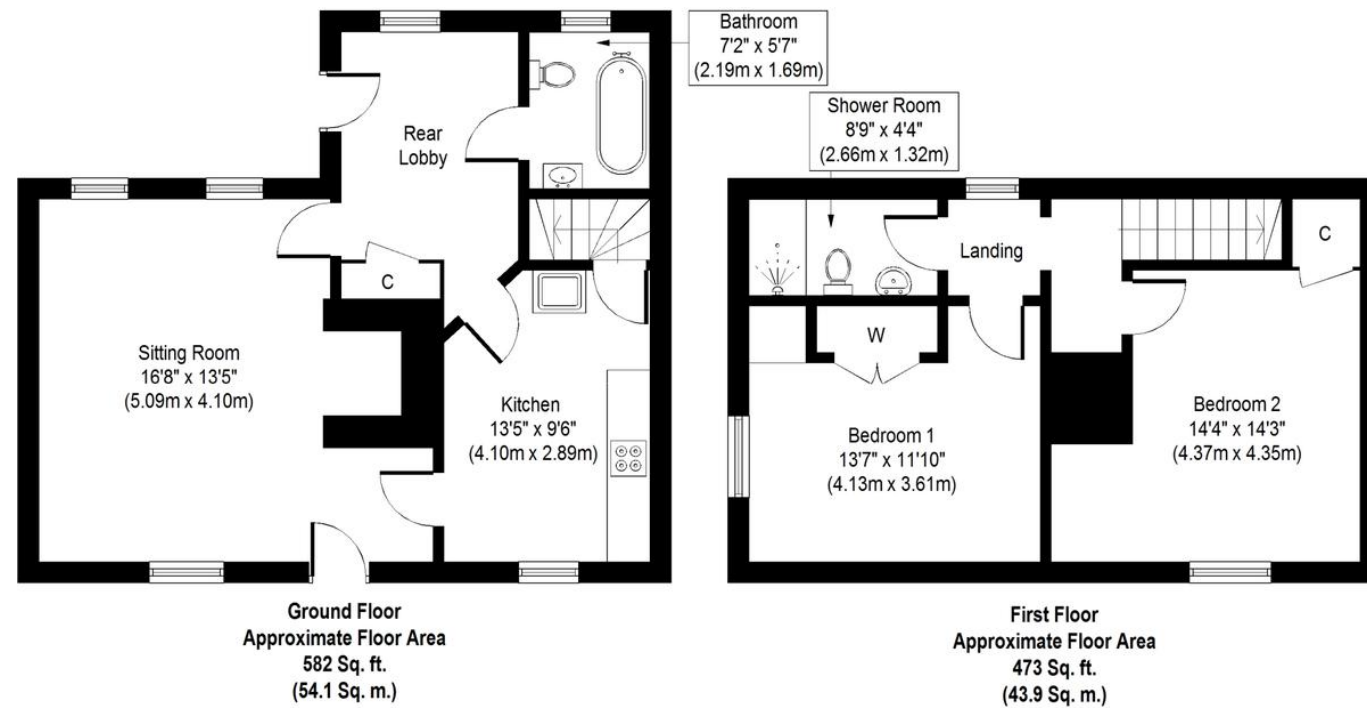 Bathroom
7'2" x 5'7"
(2.19m x 1.69m)
Shower Room
8'9" x 4'4"
(2.66m x 1.32m)
Rear
Lobby
C
Sitting Room
16'8" x 13'5"
(5.09m x 4.10m)
Kitchen
13'5" x 9'6"
(4.10m x 2.89m)
Ground Floor
Approximate Floor Area
582 Sq. ft.
(54.1 Sq. m.)
Landing
C
W
Bedroom 1
13'7" x 11'10"
(4.13m x 3.61m)
Bedroom 2
14'4" x 14'3"
(4.37m x 4.35m)
First Floor
Approximate Floor Area
473 Sq. ft.
(43.9 Sq. m.)